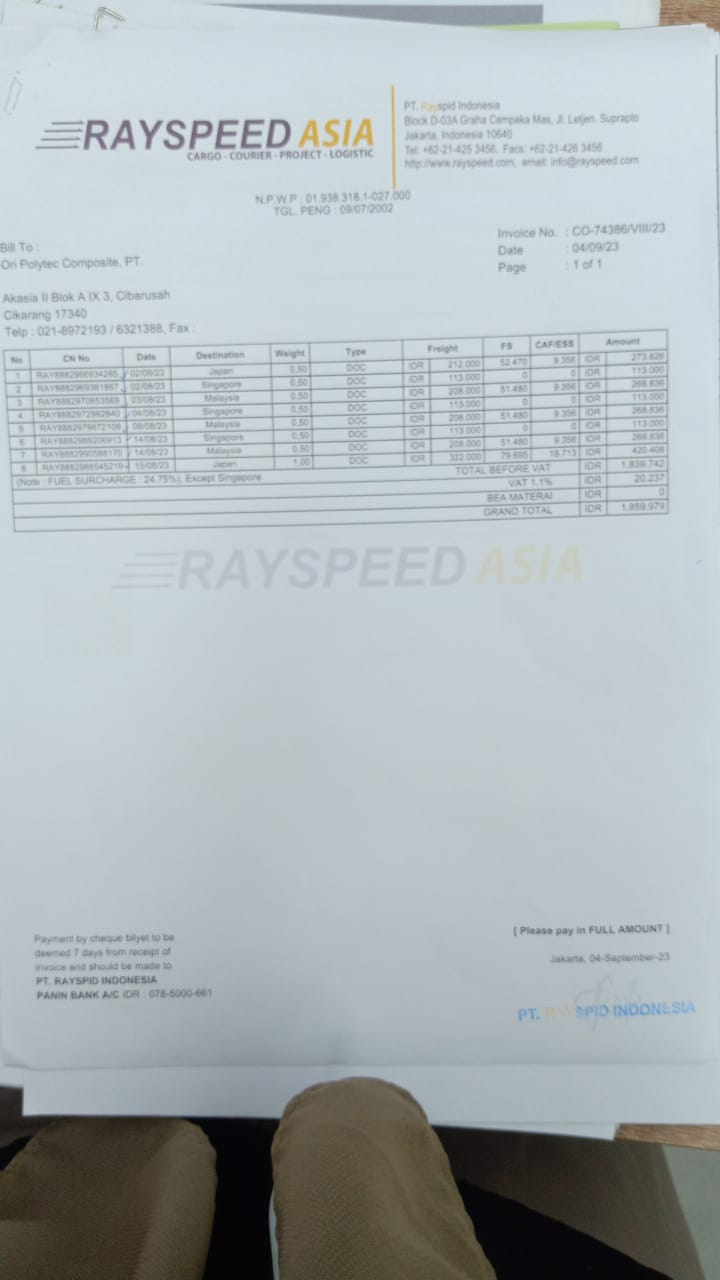 RAYSPEED ASIA
CARGO - COURIER - PROJECT - LOGISTIC
PT. Rayspid Indonesia
Block D-03A Graha Cempaka Mas, Jl. Letjen. Suprapto
Jakarta, Indonesia 10640
Tel: +62-21-425 3456, Facs: +62-21-426 3456
http://www.rayspeed.com, email: info@rayspeed.com
N.P.W.P : 01.938.318.1-027.000
TGL. PENG : 09/07/2002
Invoice No. : CO-74386/VIII/23
Date : 04/09/23
Page : 1 of 1
Bill To :
Ori Polytec Composite, PT.
Akasia II Blok A IX 3, Cibarusah
Cikarang 17340
Telp : 021-8972193 / 6321388, Fax :
No CN No Date Destination Weight Type Freight FS CAF/ESS Amount
1 RAY8882966934265 02/08/23 Japan 0,50 DOC IDR 212.000 52.470 9.356 IDR 273.826
2 RAY8882969381867 02/08/23 Singapore 0,50 DOC IDR 113.000 0 0 IDR 113.000
3 RAY8882970853569 03/08/23 Malaysia 0,50 DOC IDR 208.000 51.480 9.356 IDR 268.836
4 RAY8882972962840 04/08/23 Singapore 0,50 DOC IDR 113.000 0 0 IDR 113.000
5 RAY8882979872109 08/08/23 Malaysia 0,50 DOC IDR 208.000 51.480 9.356 IDR 268.836
6 RAY8882989206913 14/08/23 Singapore 0,50 DOC IDR 113.000 0 0 IDR 113.000
7 RAY8882990588170 14/08/23 Malaysia 0,50 DOC IDR 208.000 51.480 9.356 IDR 268.836
8 RAY8882988545219 15/08/23 Japan 1,00 DOC IDR 322.000 79.695 18.713 IDR 420.408
(Note : FUEL SURCHARGE : 24.75%), Except Singapore TOTAL BEFORE VAT IDR 1.839.742
VAT 1.1% IDR 20.237
BEA MATERAI IDR 0
GRAND TOTAL IDR 1.859.979
RAYSPEED ASIA
Payment by cheque bilyet to be
deemed 7 days from receipt of
invoice and should be made to
PT. RAYSPID INDONESIA
PANIN BANK A/C IDR : 078-5000-661
[ Please pay in FULL AMOUNT ]
Jakarta, 04-September-23
PT. RAYSPID INDONESIA